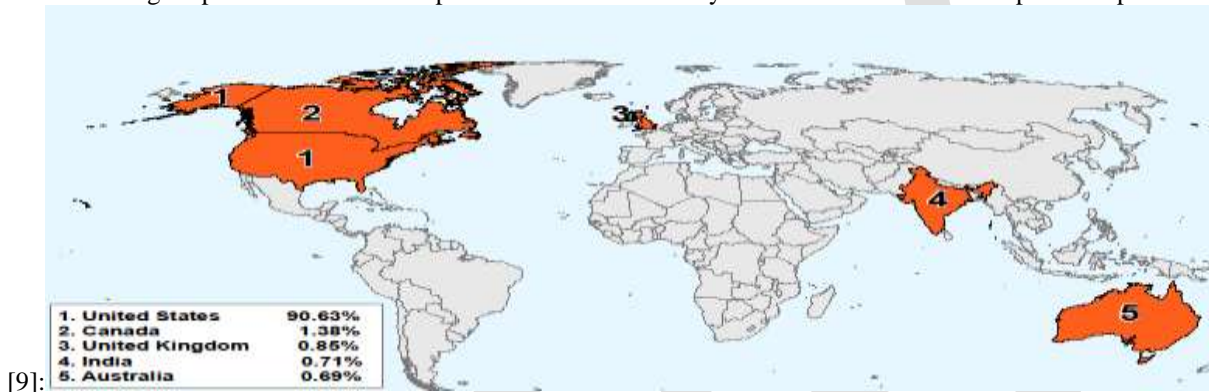 1
2
1
3
4
5
1. United States 90.63%
2. Canada 1.38%
3. United Kingdom 0.85%
4. India 0.71%
5. Australia 0.69%
[9]: